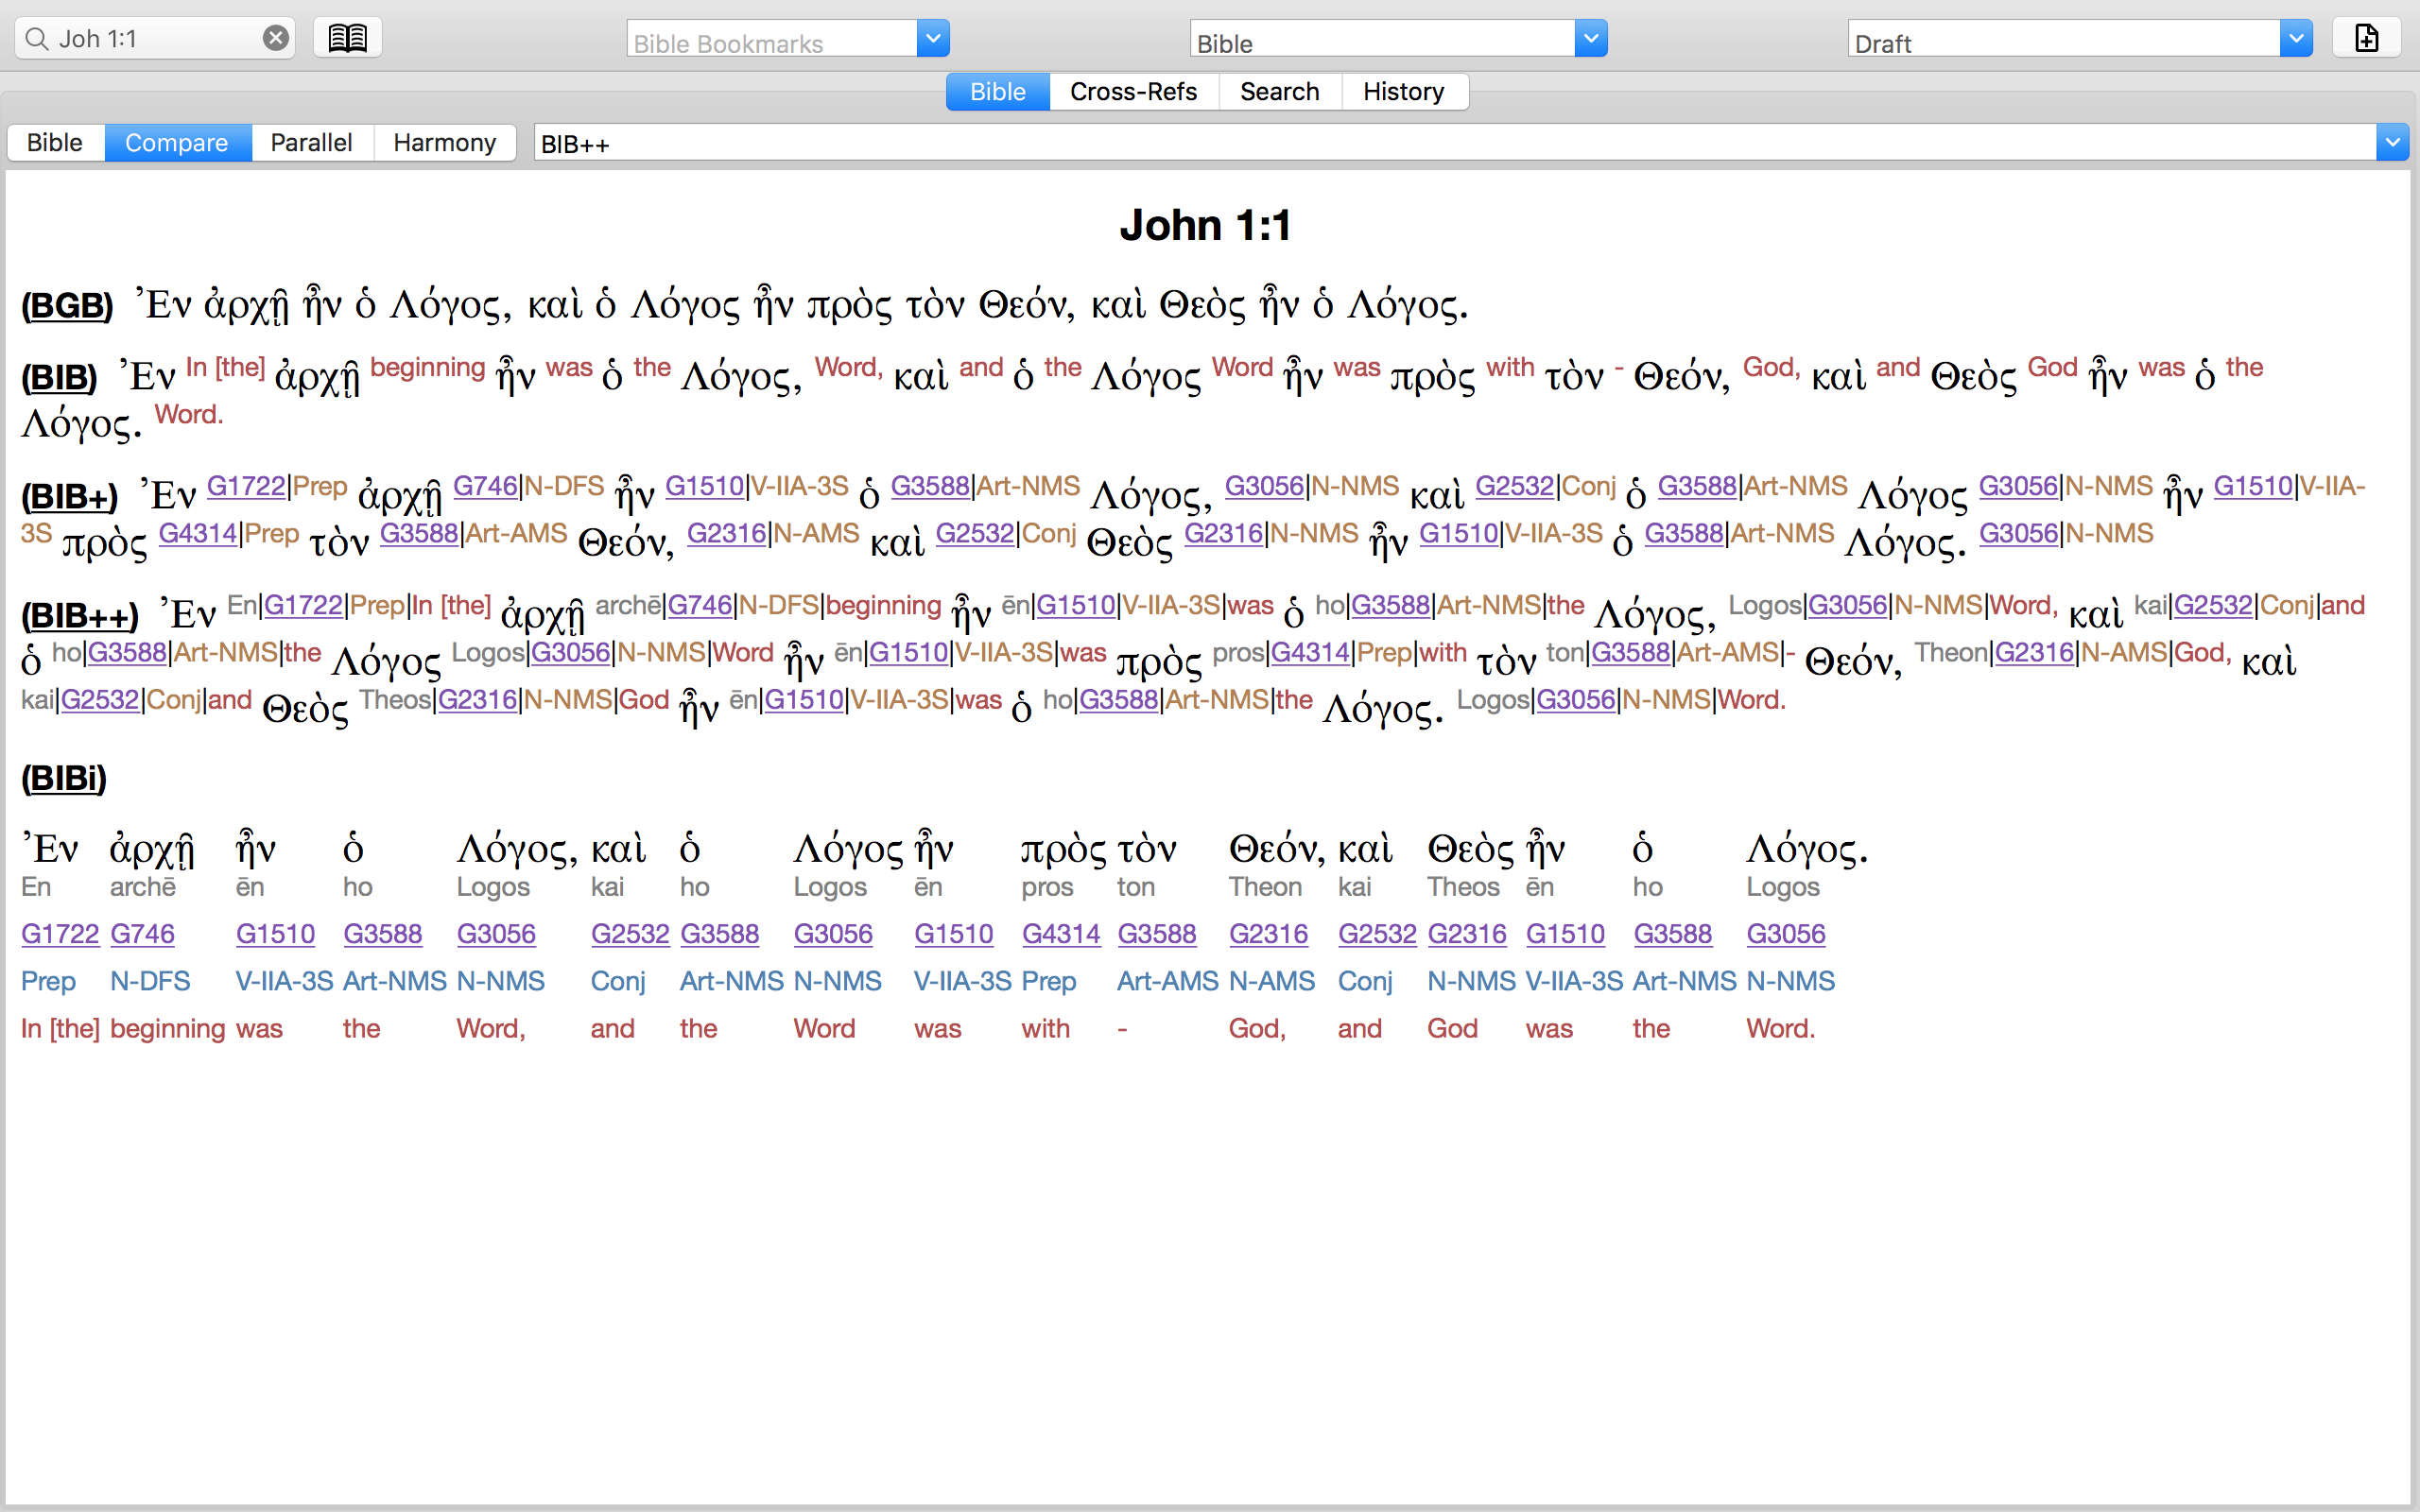 Joh 1:1
Bible Bookmarks
Bible
Draft
Bible Cross-Refs Search History
Bible Compare Parallel Harmony BIB++
John 1:1
(BGB) Ἐν ἀρχῇ ἦν ὁ Λόγος, καὶ ὁ Λόγος ἦν πρὸς τὸν Θεόν, καὶ Θεὸς ἦν ὁ Λόγος.
(BIB) Ἐν In [the] ἀρχῇ beginning ἦν was ὁ the Λόγος, Word, καὶ and ὁ the Λόγος Word ἦν was πρὸς with τὸν - Θεόν, God, καὶ and Θεὸς God ἦν was ὁ the
Λόγος. Word.
(BIB+) Ἐν G1722|Prep ἀρχῇ G746|N-DFS ἦν G1510|V-IIA-3S ὁ G3588|Art-NMS Λόγος, G3056|N-NMS καὶ G2532|Conj ὁ G3588|Art-NMS Λόγος G3056|N-NMS ἦν G1510|V-IIA-
3S πρὸς G4314|Prep τὸν G3588|Art-AMS Θεόν, G2316|N-AMS καὶ G2532|Conj Θεὸς G2316|N-NMS ἦν G1510|V-IIA-3S ὁ G3588|Art-NMS Λόγος. G3056|N-NMS
(BIB++) Ἐν En|G1722|Prep|In [the] ἀρχῇ archē|G746|N-DFS|beginning ἦν ēn|G1510|V-IIA-3S|was ὁ ho|G3588|Art-NMS|the Λόγος, Logos|G3056|N-NMS|Word, καὶ kai|G2532|Conj|and
ὁ ho|G3588|Art-NMS|the Λόγος Logos|G3056|N-NMS|Word ἦν ēn|G1510|V-IIA-3S|was πρὸς pros|G4314|Prep|with τὸν ton|G3588|Art-AMS|- Θεόν, Theon|G2316|N-AMS|God, καὶ
kai|G2532|Conj|and Θεὸς Theos|G2316|N-NMS|God ἦν ēn|G1510|V-IIA-3S|was ὁ ho|G3588|Art-NMS|the Λόγος. Logos|G3056|N-NMS|Word.
(BIBi)
Ἐν ἀρχῇ ἦν ὁ Λόγος, καὶ ὁ Λόγος ἦν πρὸς τὸν Θεόν, καὶ Θεὸς ἦν ὁ Λόγος.
En archē ēn ho Logos kai ho Logos ēn pros ton Theon kai Theos ēn ho Logos
G1722 G746 G1510 G3588 G3056 G2532 G3588 G3056 G1510 G4314 G3588 G2316 G2532 G2316 G1510 G3588 G3056
Prep N-DFS V-IIA-3S Art-NMS N-NMS Conj Art-NMS N-NMS V-IIA-3S Prep Art-AMS N-AMS Conj N-NMS V-IIA-3S Art-NMS N-NMS
In [the] beginning was the Word, and the Word was with - God, and God was the Word.